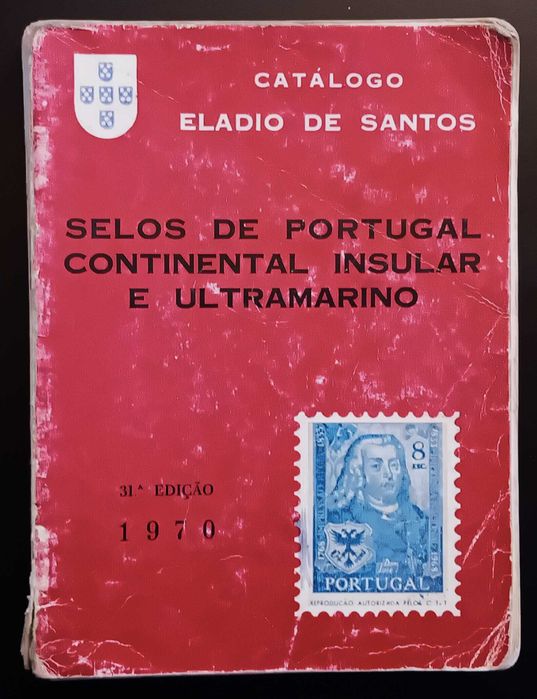 CATÁLOGO
ELADIO DE SANTOS
SELOS DE PORTUGAL
CONTINENTAL INSULAR
E ULTRAMARINO
31.ª EDIÇÃO
1970
8
ESC.
PORTUGAL
REPRODUÇÃO AUTORIZADA PELOS C.T.T.